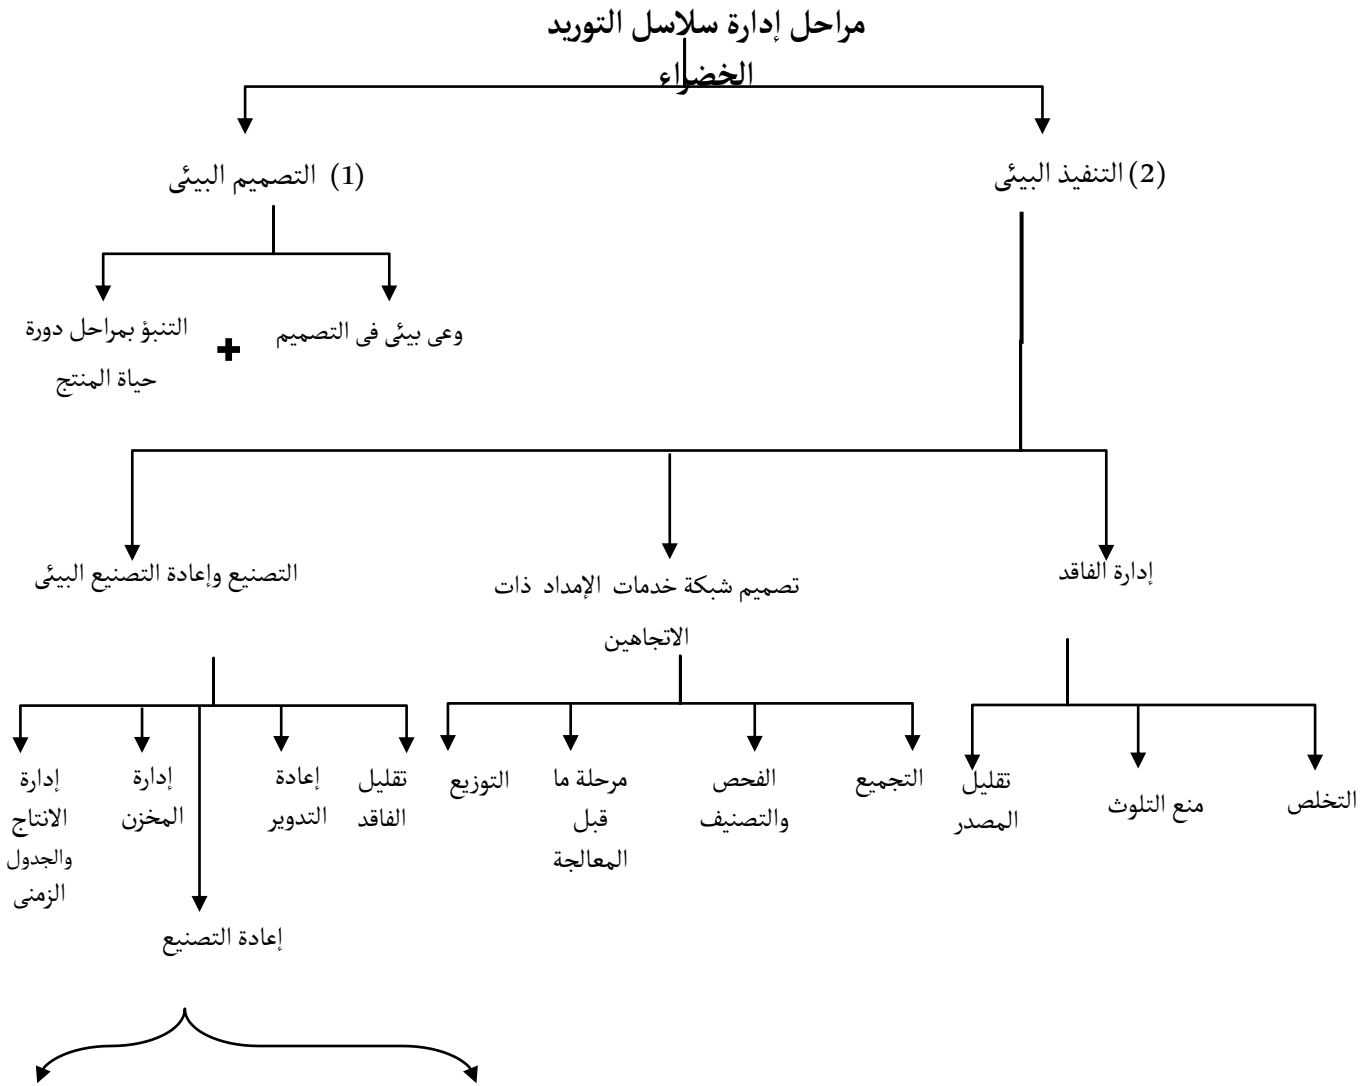 مراحل إدارة سلاسل التوريد
الخضراء
(1) التصميم البيئى
(2) التنفيذ البيئى
وعى بيئى فى التصميم
+
التنبؤ بمراحل دورة
حياة المنتج
إدارة الفاقد
تصميم شبكة خدمات الإمداد ذات
الاتجاهين
التصنيع وإعادة التصنيع البيئى
التخلص
منع التلوث
تقليل
المصدر
التجميع
الفحص
والتصنيف
مرحلة ما
قبل
المعالجة
التوزيع
تقليل
الفاقد
إعادة
التدوير
إدارة
المخزن
إدارة
الانتاج
والجدول
الزمنى
إعادة التصنيع